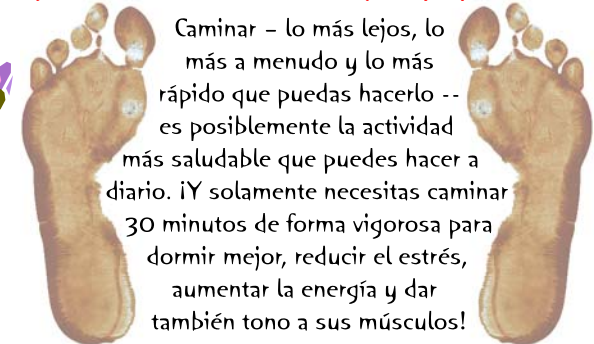 Caminar – lo más lejos, lo
más a menudo y lo más
rápido que puedas hacerlo --
es posiblemente la actividad
más saludable que puedes hacer a
diario. ¡Y solamente necesitas caminar
30 minutos de forma vigorosa para
dormir mejor, reducir el estrés,
aumentar la energía y dar
también tono a sus músculos!